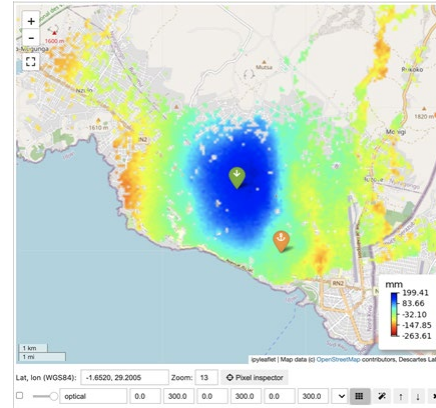 +
1600 m
-
Mutsa
1610 m
RN2
1820 m
RN2
mm
199.41
83.66
-32.10
-147.85
-263.61
1 km
1 mi
ipyleaflet | Map data (c) OpenStreetMap contributors, Descartes Lab
Lat, lon (WGS84): -1.6520, 29.2005 Zoom: 13 Pixel inspector
optical 0.0 300.0 0.0 300.0 0.0 300.0